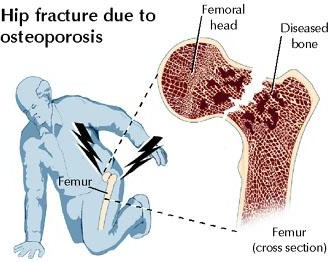 Hip fracture due to
osteoporosis
Femoral
head
Diseased
bone
Femur
Femur
(cross section)